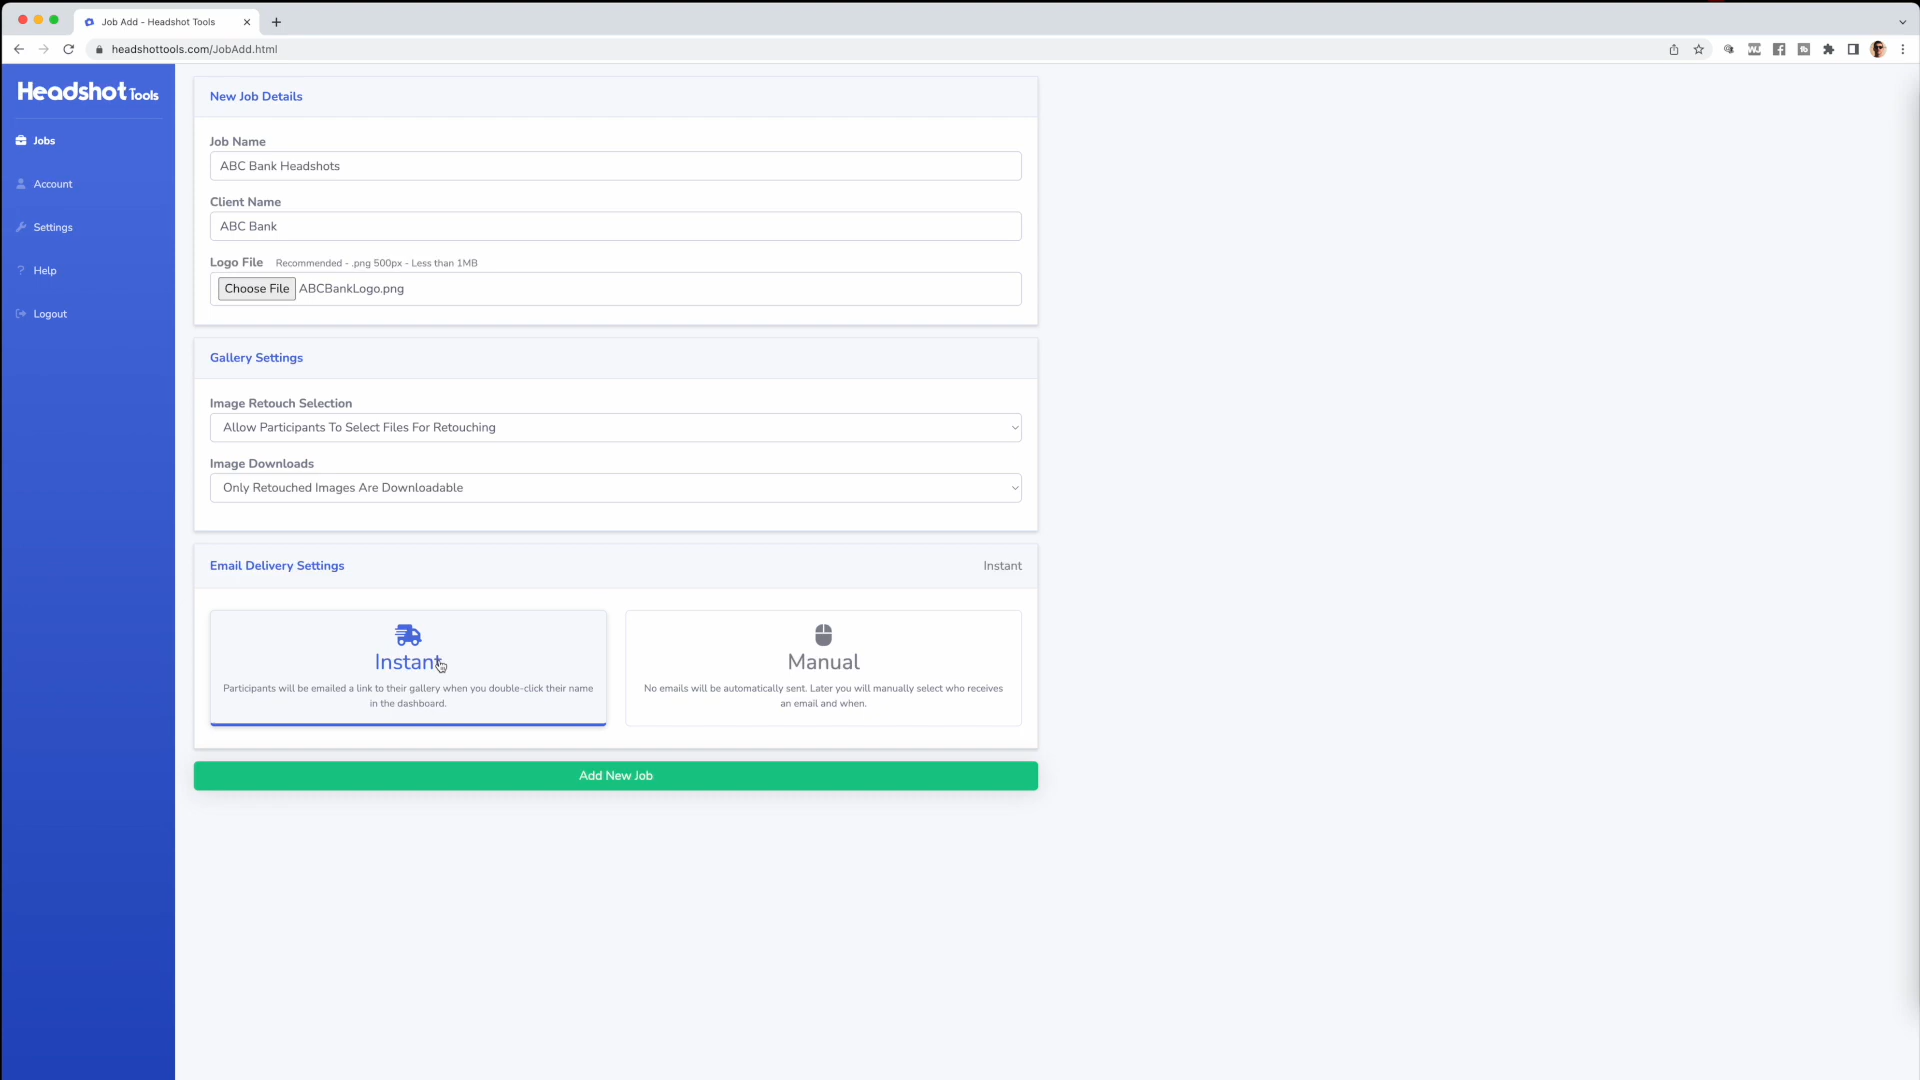 Job Add - Headshot Tools
headshottools.com/JobAdd.html
Headshot Tools
Jobs
Account
Settings
? Help
Logout
New Job Details
Job Name
ABC Bank Headshots
Client Name
ABC Bank
Logo File Recommended - .png 500px - Less than 1MB
Choose File ABCBankLogo.png
Gallery Settings
Image Retouch Selection
Allow Participants To Select Files For Retouching
Image Downloads
Only Retouched Images Are Downloadable
Email Delivery Settings
Instant
Instant
Participants will be emailed a link to their gallery when you double-click their name
in the dashboard.
Manual
No emails will be automatically sent. Later you will manually select who receives
an email and when.
Add New Job